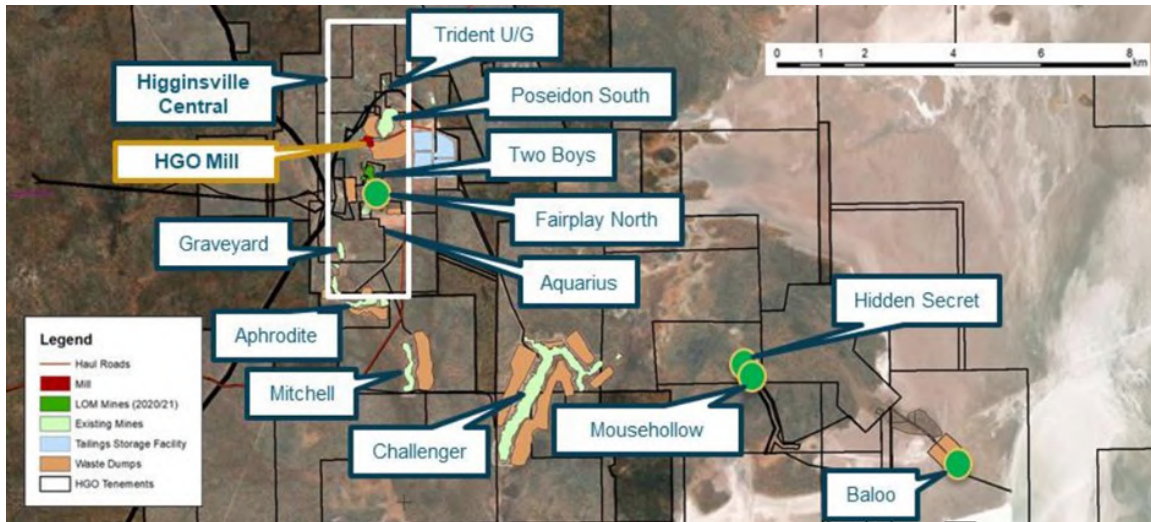 Trident U/G
0 2 4 6 8
km
Higginsville
Central
Poseidon South
HGO Mill
Two Boys
Fairplay North
Graveyard
Aquarius
Hidden Secret
Aphrodite
Mitchell
Challenger
Mousehollow
Baloo
Legend
Haul Roads
Mill
LOM Mines (2020/21)
Existing Mines
Tailings Storage Facility
Waste Dumps
HGO Tenements